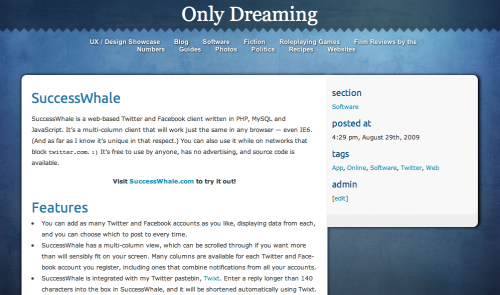 Only Dreaming
UX / Design Showcase Blog Software Fiction Roleplaying Games Film Reviews by the
Numbers Guides Photos Politics Recipes Websites
SuccessWhale
SuccessWhale is a web-based Twitter and Facebook client written in PHP, MySQL and
JavaScript. It's a multi-column client that will work just the same in any browser — even IE6.
(And as far as I know it's unique in that respect.) You can also use it while on networks that
block twitter.com. :) It's free to use by anyone, has no advertising, and source code is
available.
Visit SuccessWhale.com to try it out!
Features
• You can add as many Twitter and Facebook accounts as you like, displaying data from each,
and you can choose which to post to every time.
• SuccessWhale has a multi-column view, which can be scrolled through if you want more
than will sensibly fit on your screen. Many columns are available for each Twitter and Face-
book account you register, including ones that combine notifications from all your accounts.
• SuccessWhale is integrated with my Twitter pastebin, Twixt. Enter a reply longer than 140
characters into the box in SuccessWhale, and it will be shortened automatically using Twixt.
section
Software
posted at
4:29 pm, August 29th, 2009
tags
App, Online, Software, Twitter, Web
admin
[edit]